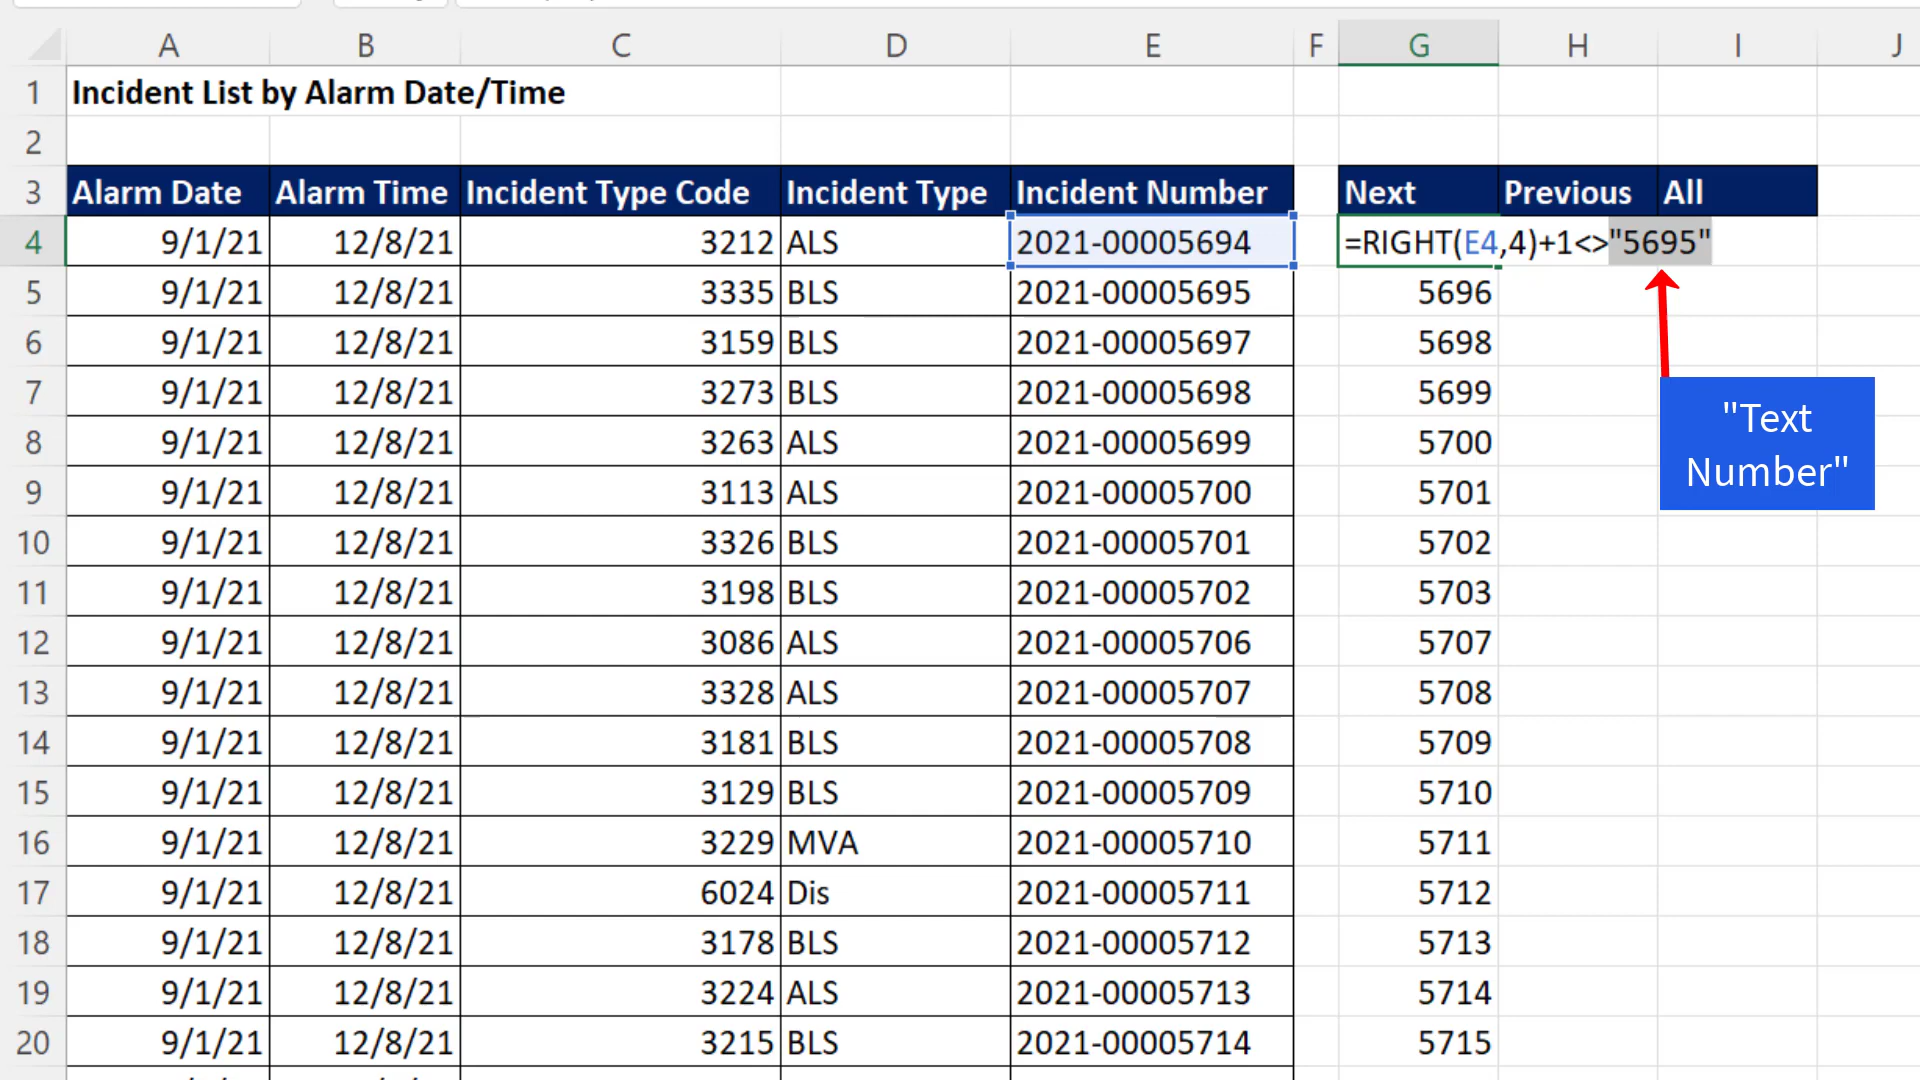 A B C D E F G H I J
1 Incident List by Alarm Date/Time
2
3 Alarm Date Alarm Time Incident Type Code Incident Type Incident Number Next Previous All
4 9/1/21 12/8/21 3212 ALS 2021-00005694 =RIGHT(E4,4)+1<>"5695"
5 9/1/21 12/8/21 3335 BLS 2021-00005695 5696
6 9/1/21 12/8/21 3159 BLS 2021-00005697 5698
7 9/1/21 12/8/21 3273 BLS 2021-00005698 5699
8 9/1/21 12/8/21 3263 ALS 2021-00005699 5700
9 9/1/21 12/8/21 3113 ALS 2021-00005700 5701
10 9/1/21 12/8/21 3326 BLS 2021-00005701 5702
11 9/1/21 12/8/21 3198 BLS 2021-00005702 5703
12 9/1/21 12/8/21 3086 ALS 2021-00005706 5707
13 9/1/21 12/8/21 3328 ALS 2021-00005707 5708
14 9/1/21 12/8/21 3181 BLS 2021-00005708 5709
15 9/1/21 12/8/21 3129 BLS 2021-00005709 5710
16 9/1/21 12/8/21 3229 MVA 2021-00005710 5711
17 9/1/21 12/8/21 6024 Dis 2021-00005711 5712
18 9/1/21 12/8/21 3178 BLS 2021-00005712 5713
19 9/1/21 12/8/21 3224 ALS 2021-00005713 5714
20 9/1/21 12/8/21 3215 BLS 2021-00005714 5715
"Text
Number"